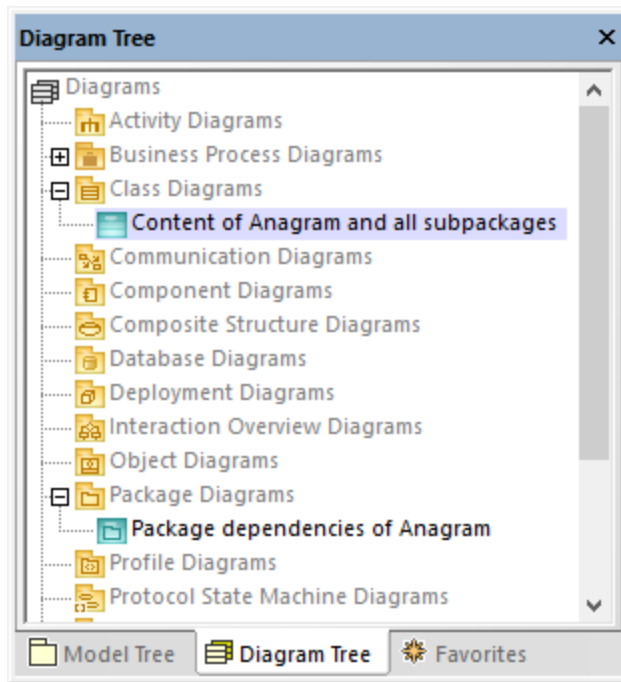 Diagram Tree
Diagrams
Activity Diagrams
Business Process Diagrams
Class Diagrams
Content of Anagram and all subpackages
Communication Diagrams
Component Diagrams
Composite Structure Diagrams
Database Diagrams
Deployment Diagrams
Interaction Overview Diagrams
Object Diagrams
Package Diagrams
Package dependencies of Anagram
Profile Diagrams
Protocol State Machine Diagrams
Model Tree Diagram Tree Favorites